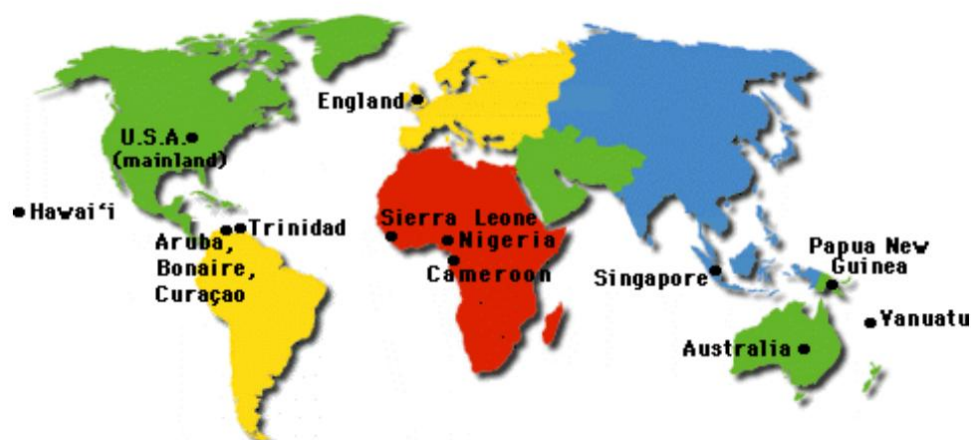 England
U.S.A.
(mainland)
Hawai‘i
Trinidad
Aruba,
Bonaire,
Curaçao
Sierra Leone
Nigeria
Cameroon
Singapore
Papua New
Guinea
Vanuatu
Australia